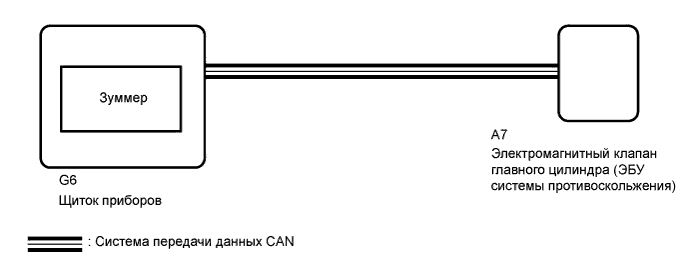 Зуммер
G6
Щиток приборов
A7
Электромагнитный клапан
главного цилиндра (ЭБУ
системы противоскольжения)
: Система передачи данных CAN